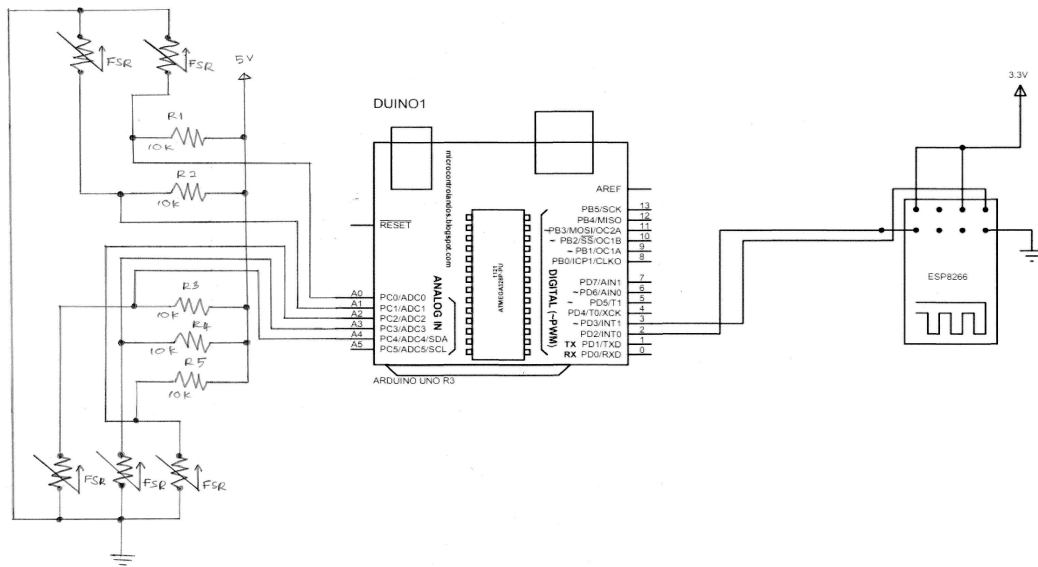 FSR
FSR
5V
3.3V
DUINO1
R1
10K
R2
10K
microcontrolandos.blogspot.com
RESET
AREF
PB5/SCK 13
PB4/MISO 12
~PB3/MOSI/OC2A 11
~ PB2/SS/OC1B 10
~ PB1/OC1A 9
PB0/ICP1/CLKO 8
1121
ATMEGA328P-PU
ANALOG IN
DIGITAL (~PWM)
PD7/AIN1 7
~ PD6/AIN0 6
~ PD5/T1 5
PD4/T0/XCK 4
~ PD3/INT1 3
PD2/INT0 2
TX PD1/TXD 1
RX PD0/RXD 0
A0 PC0/ADC0
A1 PC1/ADC1
A2 PC2/ADC2
A3 PC3/ADC3
A4 PC4/ADC4/SDA
A5 PC5/ADC5/SCL
ARDUINO UNO R3
ESP8266
R3
10K
R4
10K
R5
10K
FSR
FSR
FSR